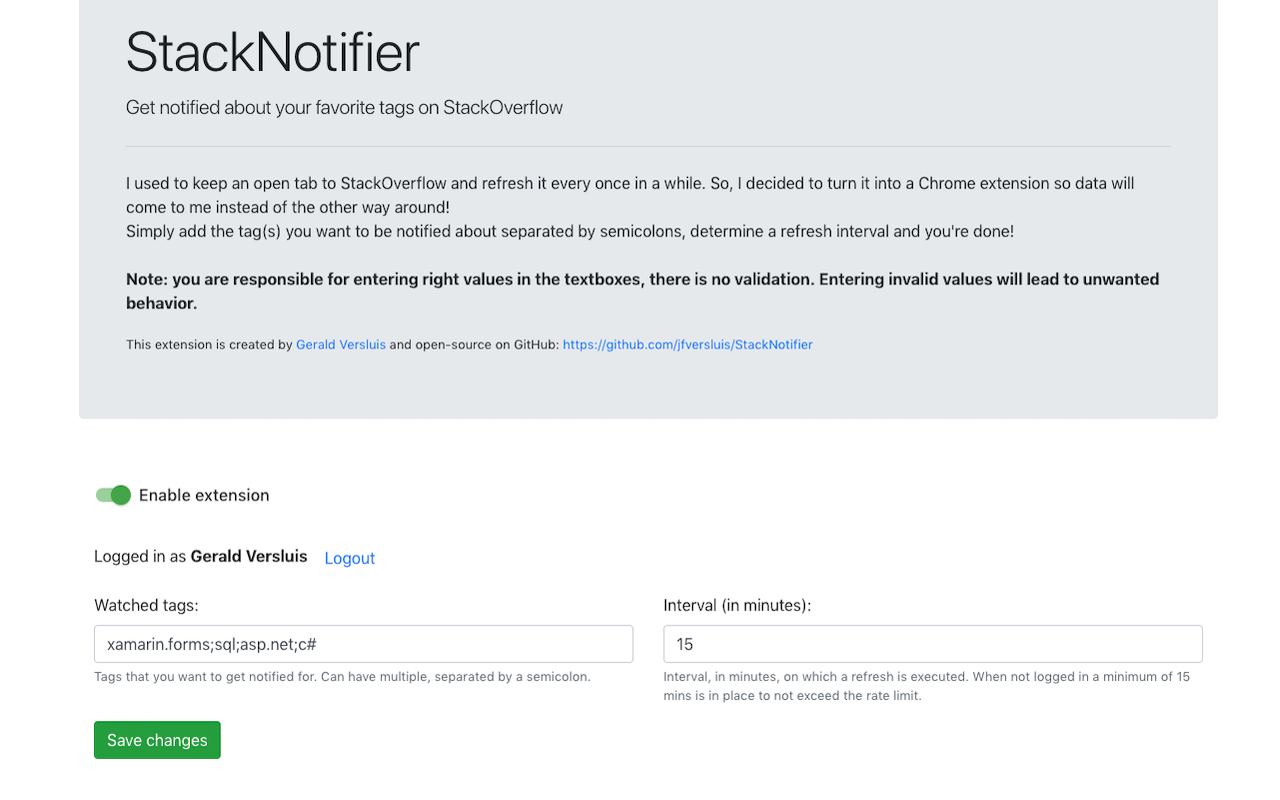 StackNotifier
Get notified about your favorite tags on StackOverflow
I used to keep an open tab to StackOverflow and refresh it every once in a while. So, I decided to turn it into a Chrome extension so data will
come to me instead of the other way around!
Simply add the tag(s) you want to be notified about separated by semicolons, determine a refresh interval and you're done!
Note: you are responsible for entering right values in the textboxes, there is no validation. Entering invalid values will lead to unwanted
behavior.
This extension is created by Gerald Versluis and open-source on GitHub: https://github.com/jfversluis/StackNotifier
Enable extension
Logged in as Gerald Versluis Logout
Watched tags:
xamarin.forms;sql;asp.net;c#
Tags that you want to get notified for. Can have multiple, separated by a semicolon.
Interval (in minutes):
15
Interval, in minutes, on which a refresh is executed. When not logged in a minimum of 15
mins is in place to not exceed the rate limit.
Save changes